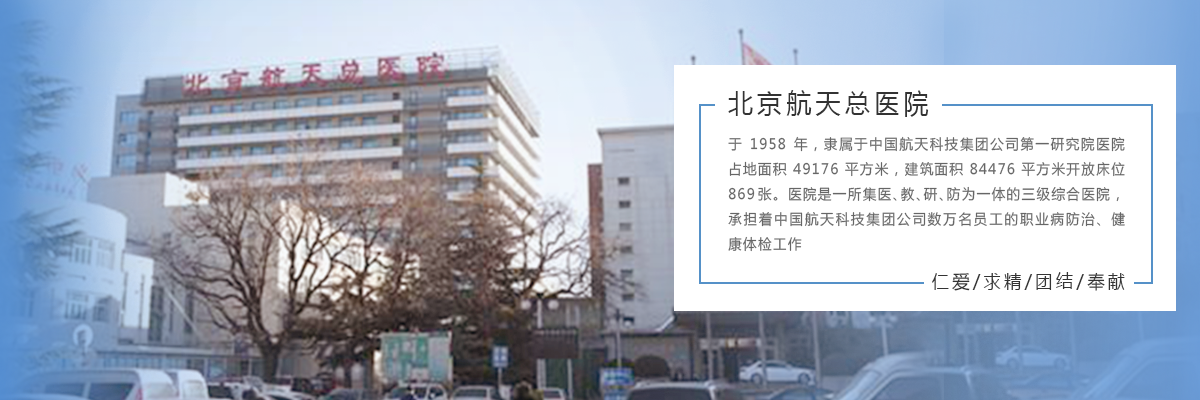 北京航天总医院
北京航天总医院
于 1958 年，隶属于中国航天科技集团公司第一研究院医院
占地面积 49176 平方米，建筑面积 84476 平方米开放床位
869张。医院是一所集医、教、研、防为一体的三级综合医院，
承担着中国航天科技集团公司数万名员工的职业病防治、健
康体检工作
仁爱/求精/团结/奉献